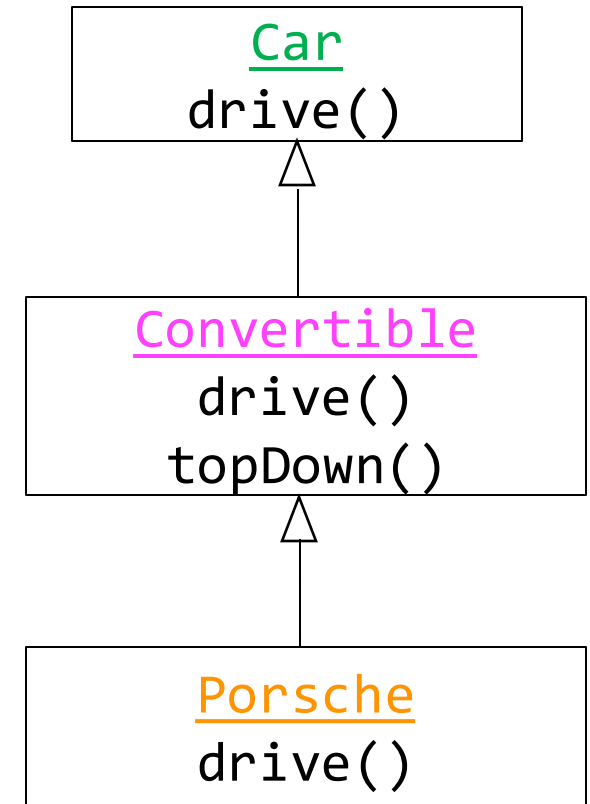 Car
drive()
Convertible
drive()
topDown()
Porsche
drive()